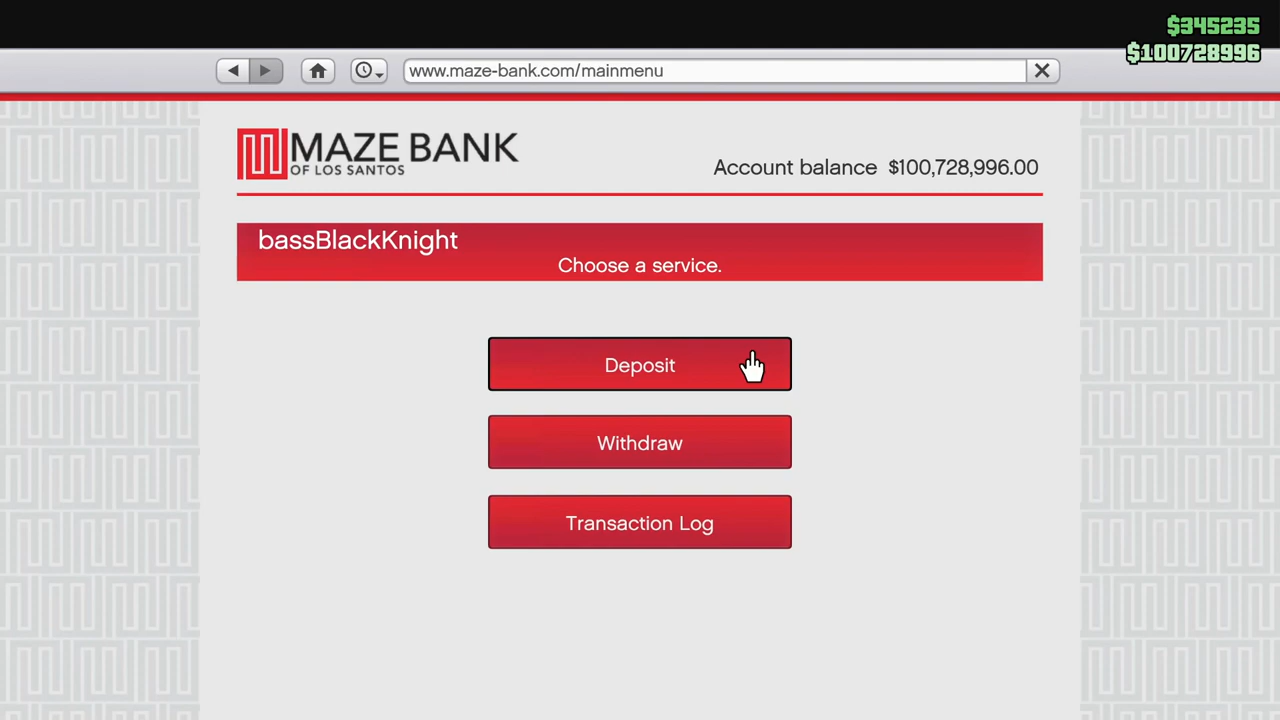 $345235
$100728996
www.maze-bank.com/mainmenu
MAZE BANK
OF LOS SANTOS
Account balance $100,728,996.00
bassBlackKnight
Choose a service.
Deposit
Withdraw
Transaction Log